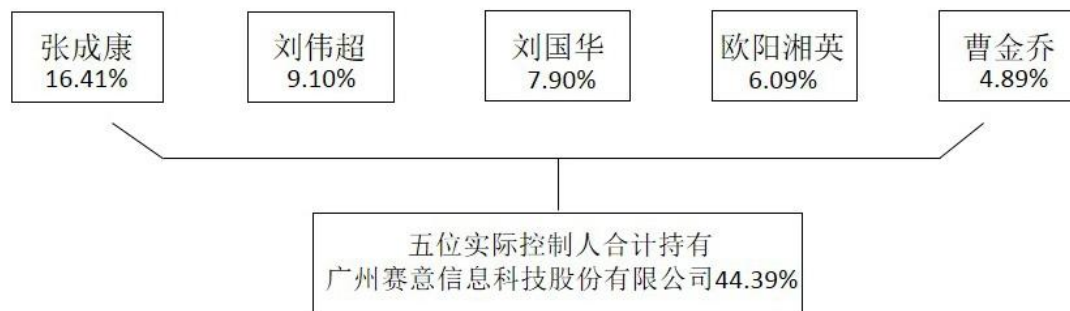 张成康
16.41%
刘伟超
9.10%
刘国华
7.90%
欧阳湘英
6.09%
曹金乔
4.89%
五位实际控制人合计持有
广州赛意信息科技股份有限公司44.39%